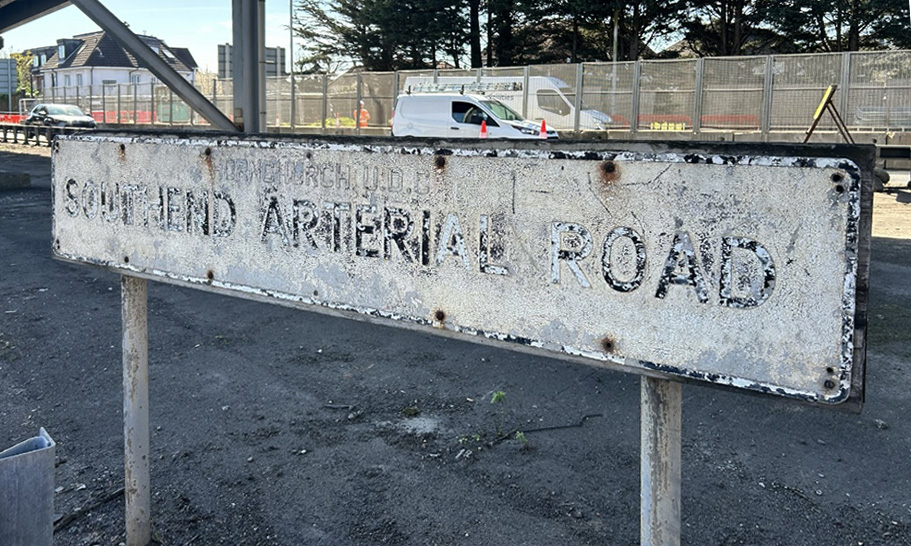 HORNCHURCH. U.D.C.
SOUTHEND ARTERIAL ROAD